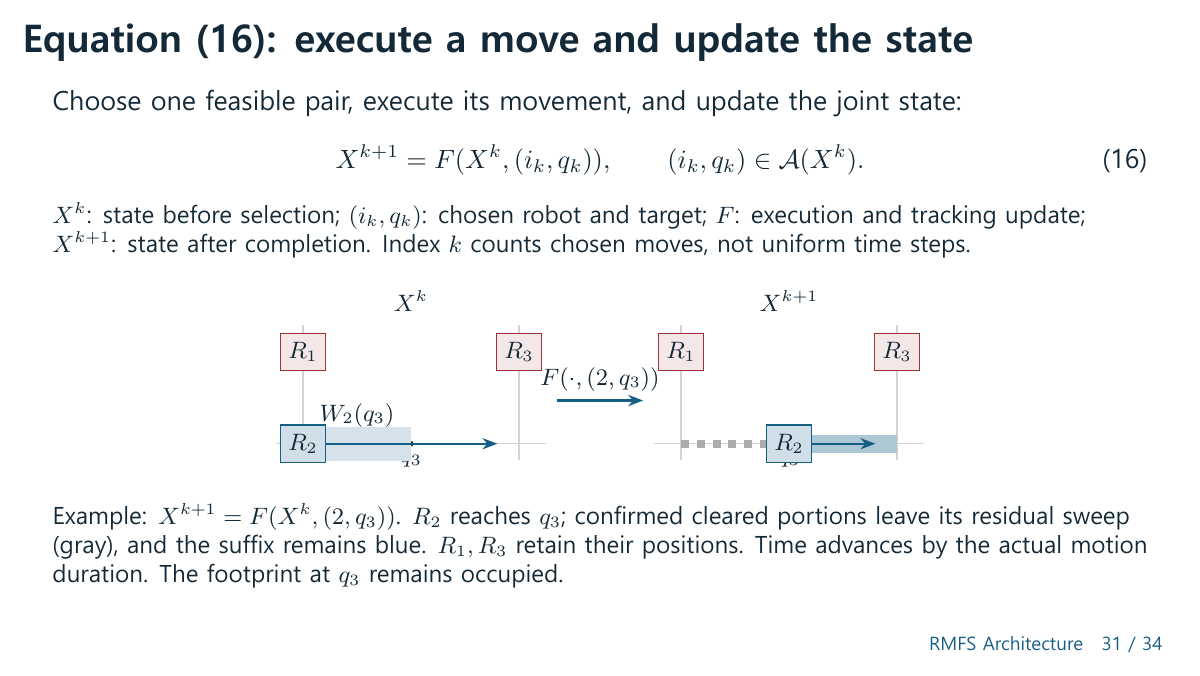 Equation (16): execute a move and update the state
Choose one feasible pair, execute its movement, and update the joint state:
X^{k+1} = F(X^k, (i_k, q_k)),   (i_k, q_k) ∈ 𝒜(X^k).   (16)
X^k: state before selection; (i_k, q_k): chosen robot and target; F: execution and tracking update;
X^{k+1}: state after completion. Index k counts chosen moves, not uniform time steps.
X^k   X^{k+1}
R_1   R_3   R_1   R_3
F(·, (2, q_3))
W_2(q_3)
R_2   R_2
q_3
Example: X^{k+1} = F(X^k, (2, q_3)). R_2 reaches q_3; confirmed cleared portions leave its residual sweep
(gray), and the suffix remains blue. R_1, R_3 retain their positions. Time advances by the actual motion
duration. The footprint at q_3 remains occupied.
RMFS Architecture   31 / 34